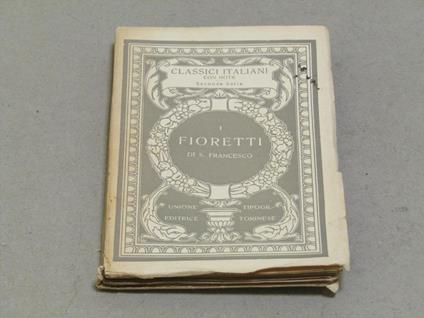 CLASSICI ITALIANI
CON NOTE
Seconda Serie
I
FIORETTI
DI S. FRANCESCO
UNIONE TIPOGR.
EDITRICE TORINESE